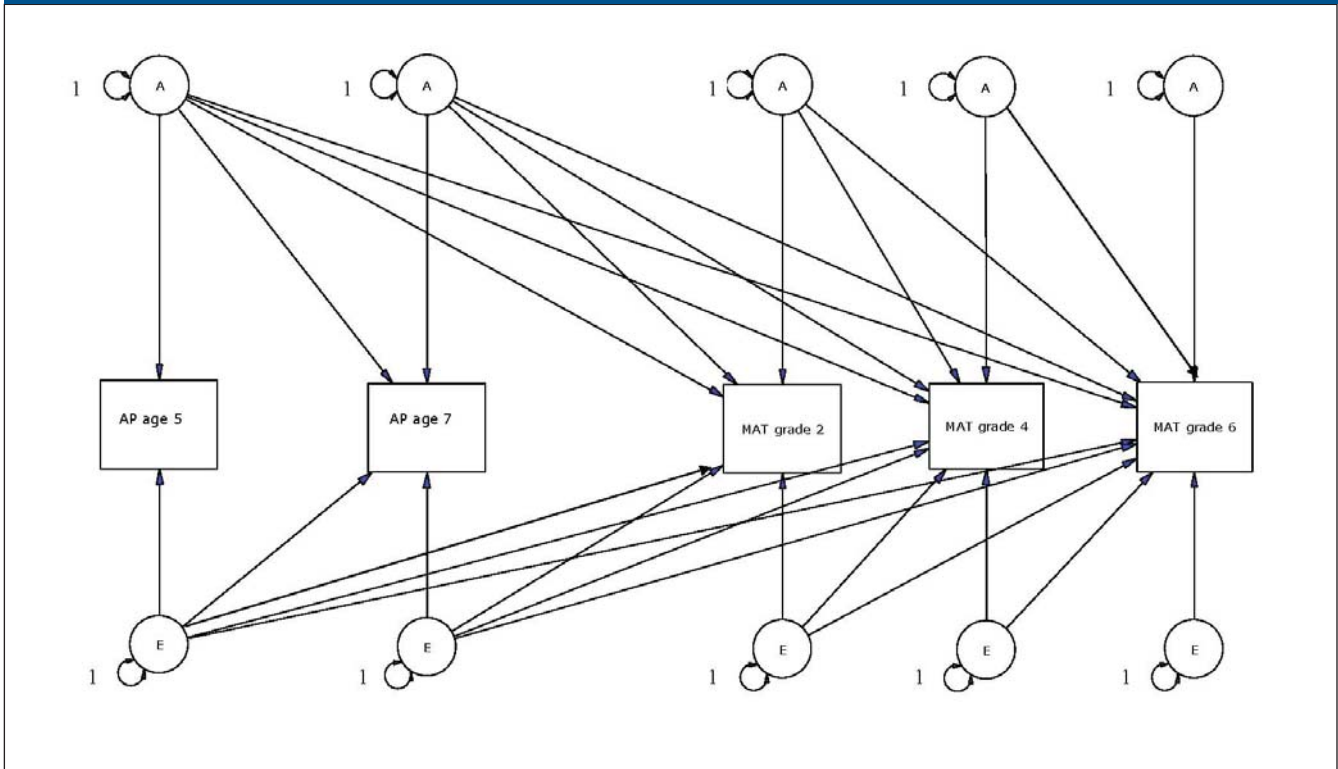 1 A 1 A 1 A 1 A 1 A
AP age 5 AP age 7 MAT grade 2 MAT grade 4 MAT grade 6
E E E E E
1 1 1 1 1